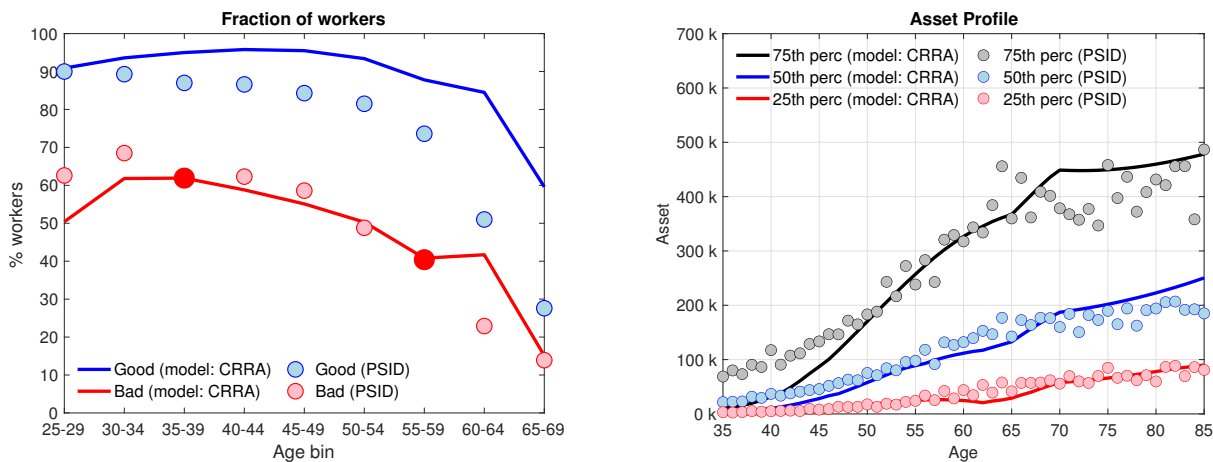 Fraction of workers
100
90
80
70
60
50
40
30
20
10
0
% workers
Good (model: CRRA)
Bad (model: CRRA)
Good (PSID)
Bad (PSID)
25-29 30-34 35-39 40-44 45-49 50-54 55-59 60-64 65-69
Age bin
Asset Profile
700 k
600 k
500 k
400 k
300 k
200 k
100 k
0 k
Asset
75th perc (model: CRRA)
50th perc (model: CRRA)
25th perc (model: CRRA)
75th perc (PSID)
50th perc (PSID)
25th perc (PSID)
35 40 45 50 55 60 65 70 75 80 85
Age